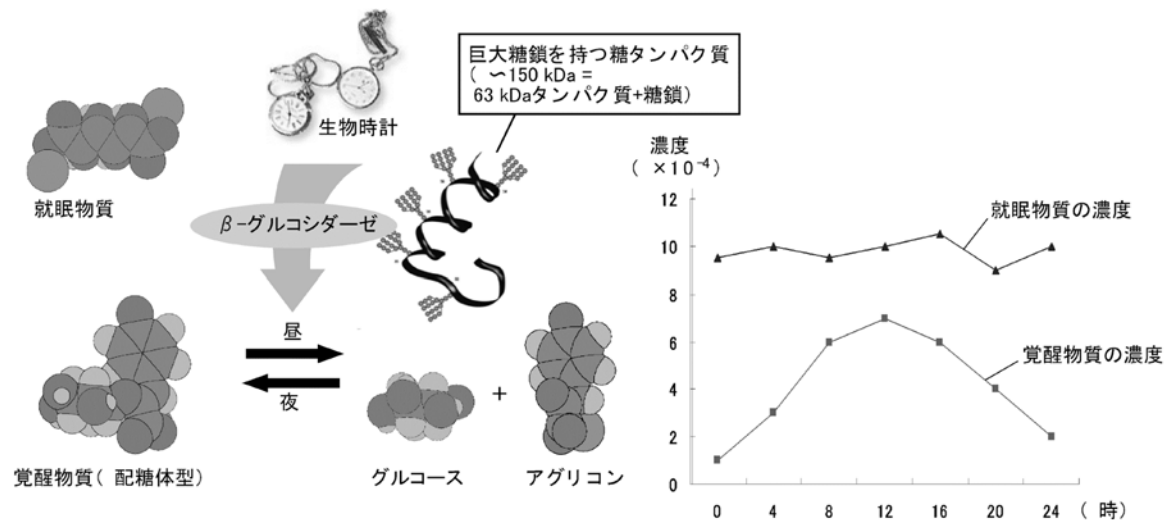 巨大糖鎖を持つ糖タンパク質
( ～150 kDa =
63 kDaタンパク質+糖鎖)
生物時計
就眠物質
β-グルコシダーゼ
昼
夜
+
覚醒物質( 配糖体型)
グルコース
アグリコン
濃度
( ×10⁻⁴)
12
10
8
6
4
2
0
就眠物質の濃度
覚醒物質の濃度
0 4 8 12 16 20 24 ( 時)